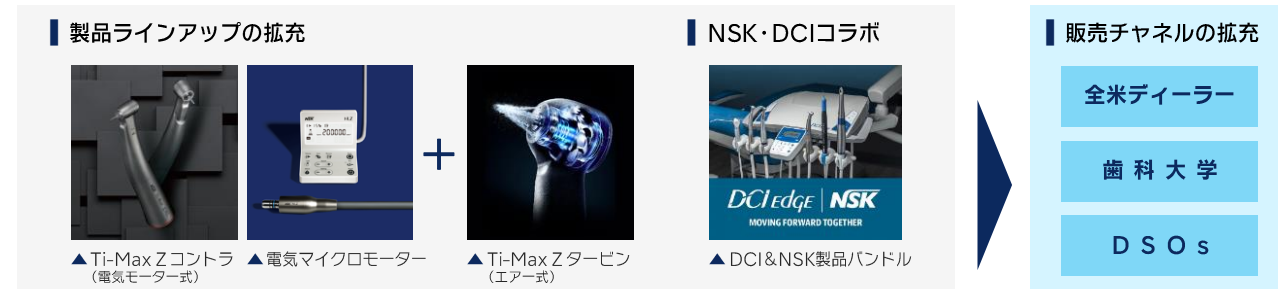 製品ラインアップの拡充
NSK・DCIコラボ
販売チャネルの拡充
NSK
200000
DCI EDGE | NSK
MOVING FORWARD TOGETHER
▲Ti-Max Z コントラ
（電気モーター式）
▲電気マイクロモーター
+
▲Ti-Max Z タービン
（エアー式）
▲DCI&NSK製品バンドル
全米ディーラー
歯科大学
DSOs